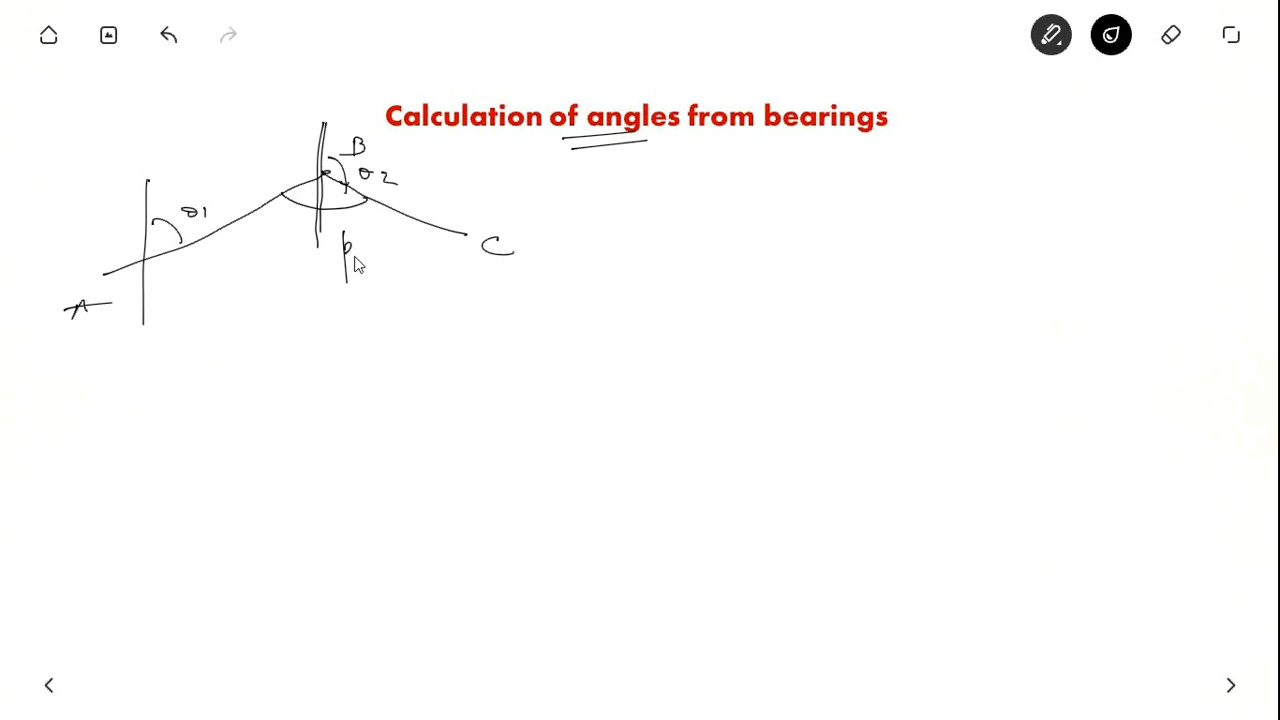 Calculation of angles from bearings
B
θ2
θ1
C
A